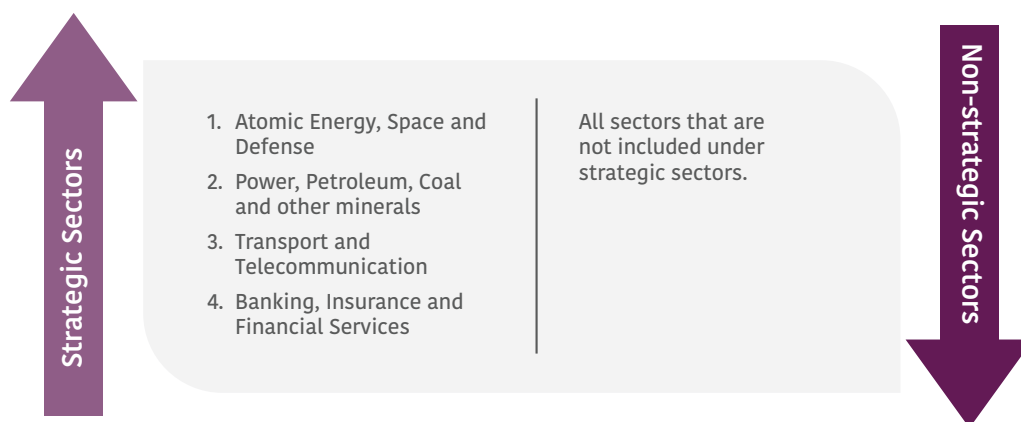 Strategic Sectors
1. Atomic Energy, Space and
Defense
2. Power, Petroleum, Coal
and other minerals
3. Transport and
Telecommunication
4. Banking, Insurance and
Financial Services
All sectors that are
not included under
strategic sectors.
Non-strategic Sectors